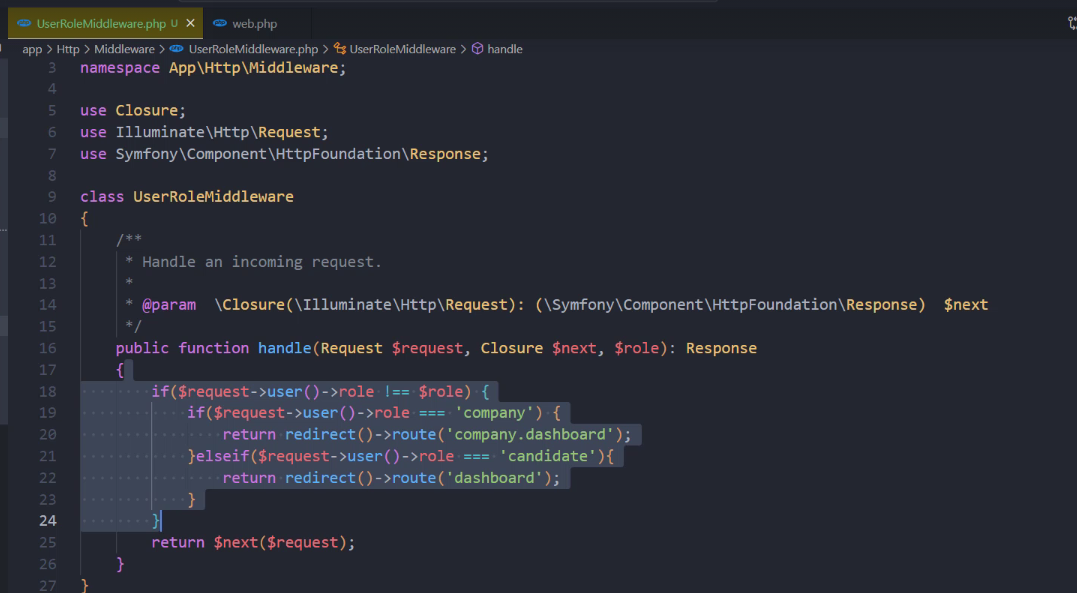 UserRoleMiddleware.php U × web.php
app > Http > Middleware > UserRoleMiddleware.php > UserRoleMiddleware > handle
3 namespace App\Http\Middleware;
4
5 use Closure;
6 use Illuminate\Http\Request;
7 use Symfony\Component\HttpFoundation\Response;
8
9 class UserRoleMiddleware
10 {
11 /**
12 * Handle an incoming request.
13 *
14 * @param \Closure(\Illuminate\Http\Request): (\Symfony\Component\HttpFoundation\Response) $next
15 */
16 public function handle(Request $request, Closure $next, $role): Response
17 {
18 if($request->user()->role !== $role) {
19 if($request->user()->role === 'company') {
20 return redirect()->route('company.dashboard');
21 }elseif($request->user()->role === 'candidate'){
22 return redirect()->route('dashboard');
23 }
24 }
25 return $next($request);
26 }
27 }